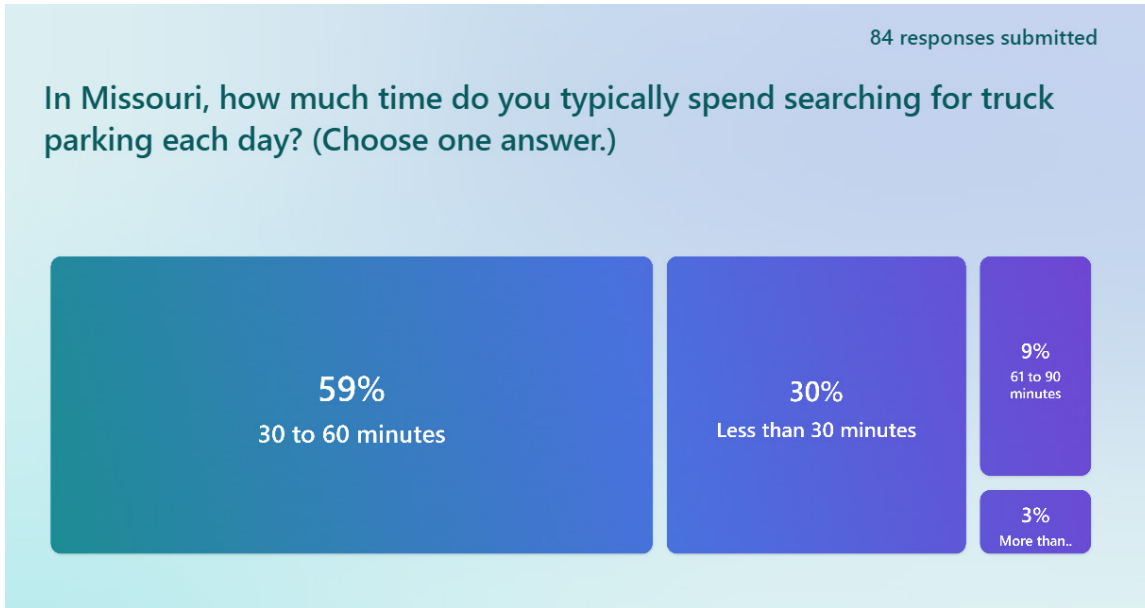 84 responses submitted
In Missouri, how much time do you typically spend searching for truck
parking each day? (Choose one answer.)
59%
30 to 60 minutes
30%
Less than 30 minutes
9%
61 to 90
minutes
3%
More than..